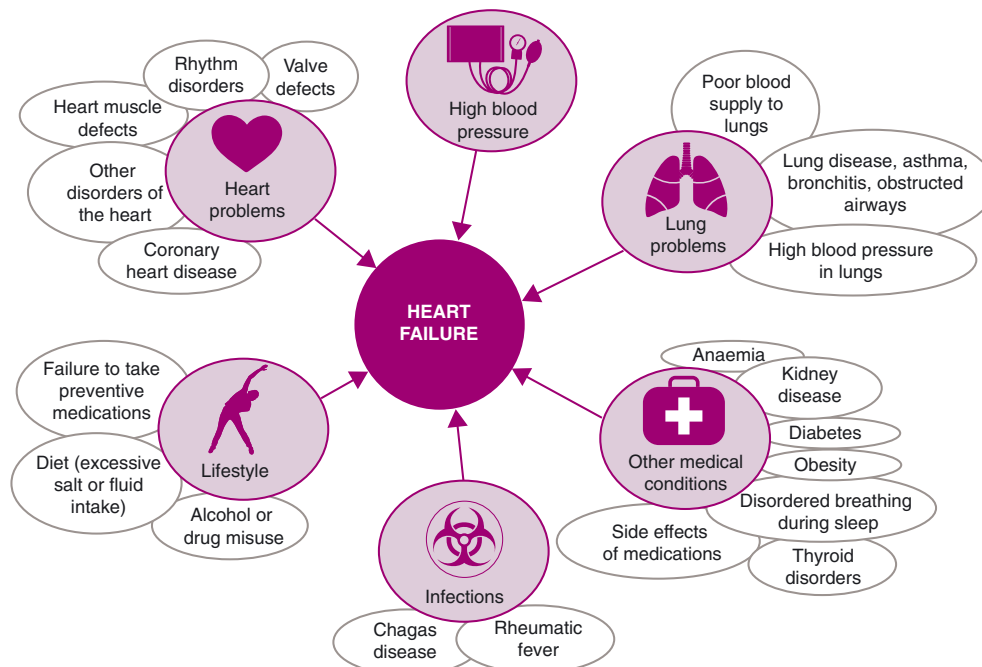 Rhythm
disorders
Valve
defects
Heart muscle
defects
Other
disorders of
the heart
Coronary
heart disease
Heart
problems
High blood
pressure
Poor blood
supply to
lungs
Lung disease, asthma,
bronchitis, obstructed
airways
High blood pressure
in lungs
Lung
problems
HEART
FAILURE
Failure to take
preventive
medications
Diet (excessive
salt or fluid
intake)
Alcohol or
drug misuse
Lifestyle
Infections
Chagas
disease
Rheumatic
fever
Anaemia
Kidney
disease
Diabetes
Obesity
Disordered breathing
during sleep
Thyroid
disorders
Side effects
of medications
Other medical
conditions